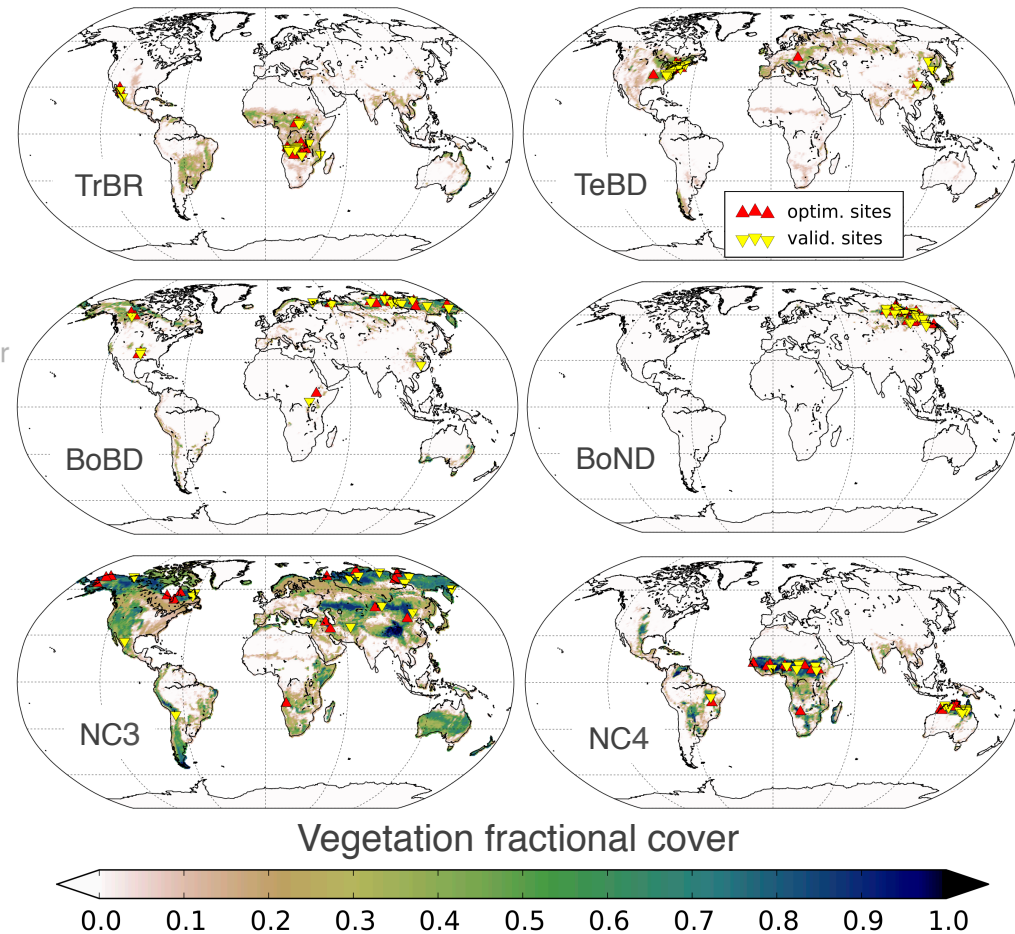 TrBR
TeBD
optim. sites
valid. sites
r
BoBD
BoND
NC3
NC4
Vegetation fractional cover
0.0 0.1 0.2 0.3 0.4 0.5 0.6 0.7 0.8 0.9 1.0